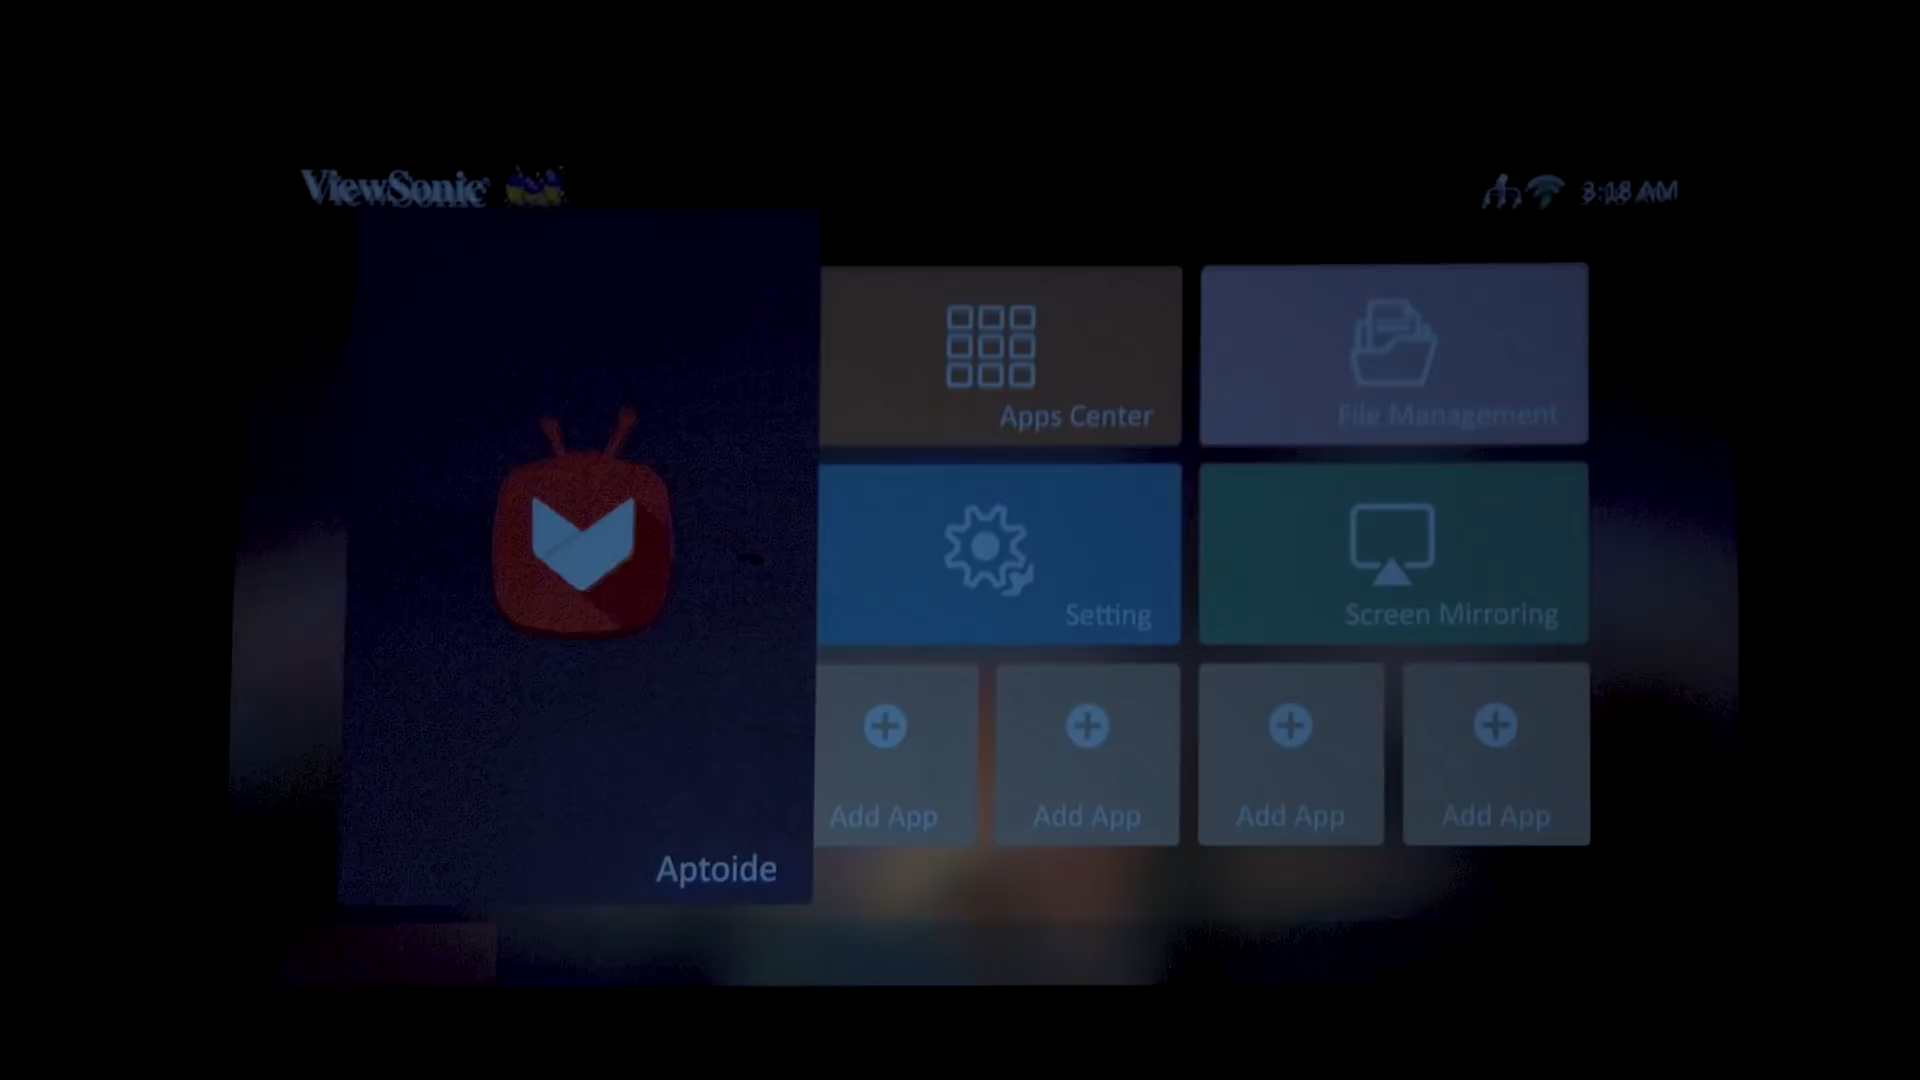 ViewSonic
3:18 AM
Apps Center
File Management
Setting
Screen Mirroring
Add App
Add App
Add App
Add App
Aptoide